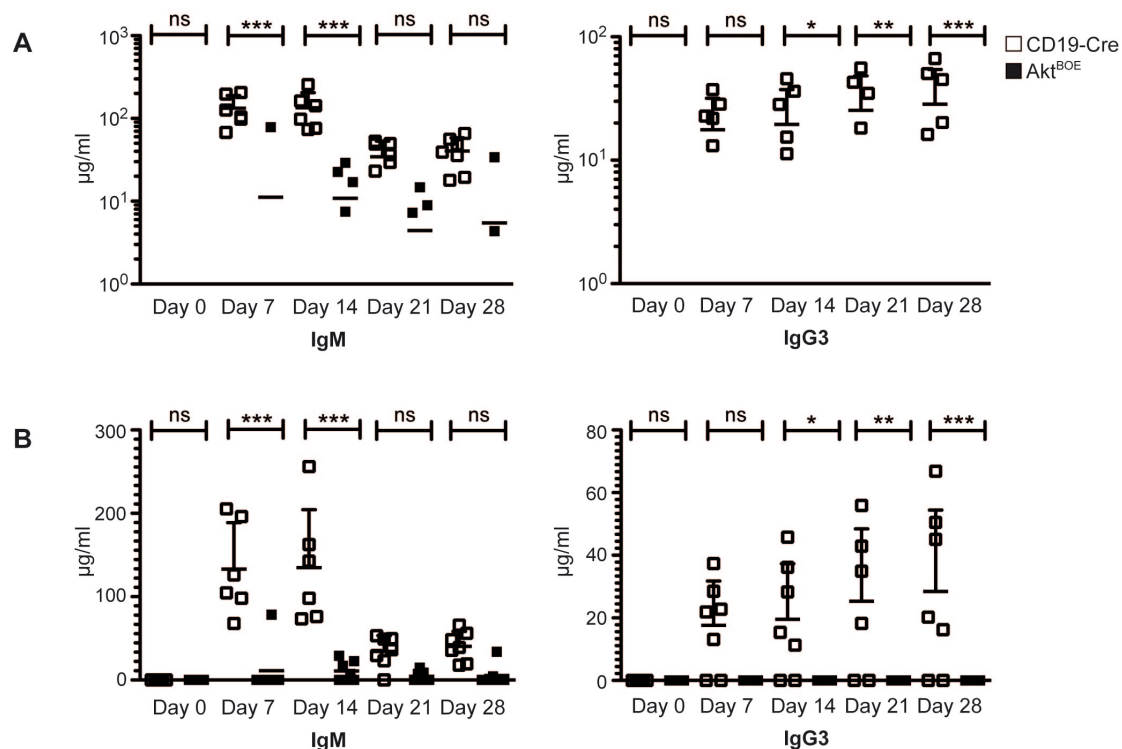 A
ns *** *** ns ns
10³
10²
10¹
10⁰
µg/ml
Day 0 Day 7 Day 14 Day 21 Day 28
IgM
ns ns * ** ***
10²
10¹
10⁰
µg/ml
Day 0 Day 7 Day 14 Day 21 Day 28
IgG3
CD19-Cre
Akt^BOE
B
ns *** *** ns ns
300
200
100
0
µg/ml
Day 0 Day 7 Day 14 Day 21 Day 28
IgM
ns ns * ** ***
80
60
40
20
0
µg/ml
Day 0 Day 7 Day 14 Day 21 Day 28
IgG3